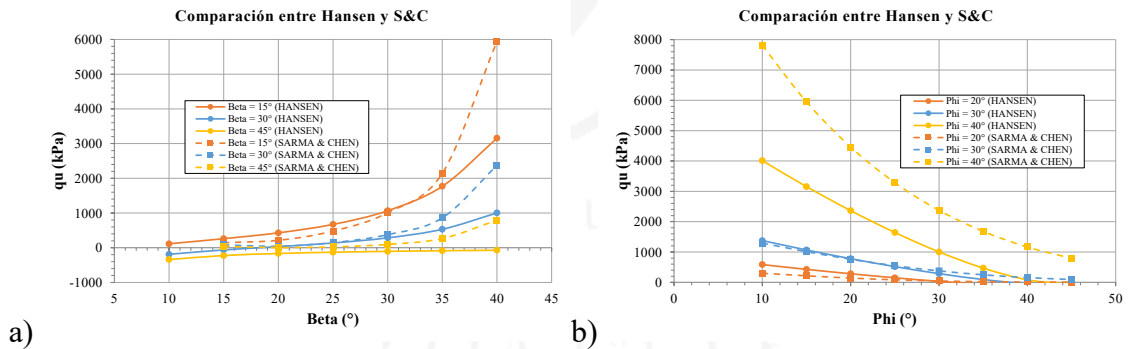 Comparación entre Hansen y S&C
6000
5000
4000
3000
2000
1000
0
-1000
qu (kPa)
Beta = 15° (HANSEN)
Beta = 30° (HANSEN)
Beta = 45° (HANSEN)
Beta = 15° (SARMA & CHEN)
Beta = 30° (SARMA & CHEN)
Beta = 45° (SARMA & CHEN)
5 10 15 20 25 30 35 40 45
Beta (°)
a)
Comparación entre Hansen y S&C
8000
7000
6000
5000
4000
3000
2000
1000
0
qu (kPa)
Phi = 20° (HANSEN)
Phi = 30° (HANSEN)
Phi = 40° (HANSEN)
Phi = 20° (SARMA & CHEN)
Phi = 30° (SARMA & CHEN)
Phi = 40° (SARMA & CHEN)
0 10 20 30 40 50
Phi (°)
b)